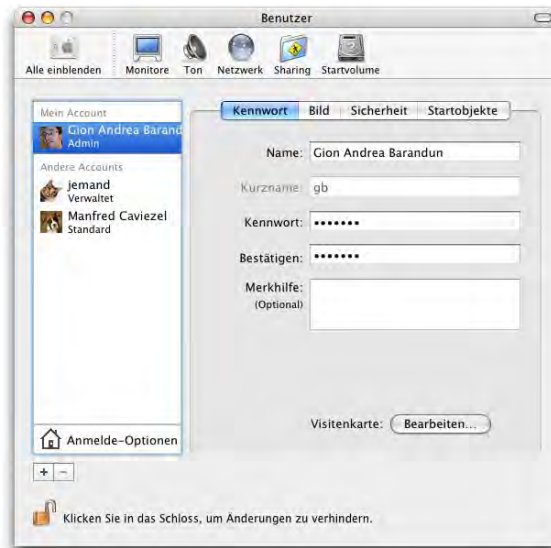 Benutzer
Alle einblenden Monitore Ton Netzwerk Sharing Startvolume
Mein Account
Gion Andrea Barand
Admin
Andere Accounts
jemand
Verwaltet
Manfred Caviezel
Standard
Anmelde-Optionen
+ −
Kennwort Bild Sicherheit Startobjekte
Name: Gion Andrea Barandun
Kurzname: gb
Kennwort: •••••••
Bestätigen: •••••••
Merkhilfe:
(Optional)
Visitenkarte: Bearbeiten...
Klicken Sie in das Schloss, um Änderungen zu verhindern.